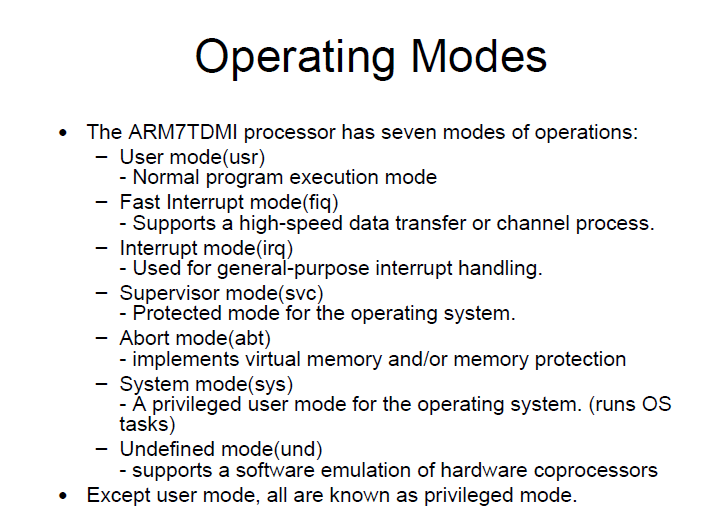 Operating Modes
• The ARM7TDMI processor has seven modes of operations:
– User mode(usr)
- Normal program execution mode
– Fast Interrupt mode(fiq)
- Supports a high-speed data transfer or channel process.
– Interrupt mode(irq)
- Used for general-purpose interrupt handling.
– Supervisor mode(svc)
- Protected mode for the operating system.
– Abort mode(abt)
- implements virtual memory and/or memory protection
– System mode(sys)
- A privileged user mode for the operating system. (runs OS
tasks)
– Undefined mode(und)
- supports a software emulation of hardware coprocessors
• Except user mode, all are known as privileged mode.